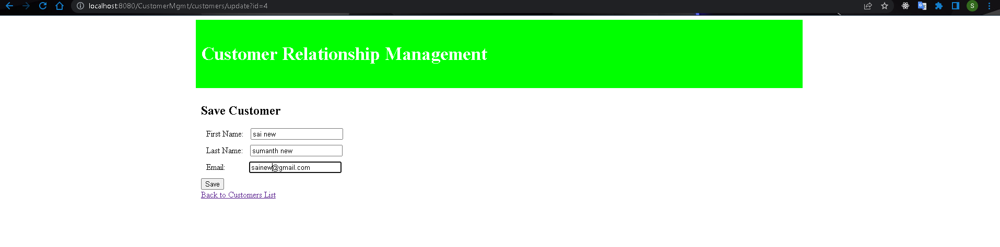 localhost:8080/CustomerMgmt/customers/update?id=4
S
Customer Relationship Management
Save Customer
First Name: sai new
Last Name: sumanth new
Email: sainew@gmail.com
Save
Back to Customers List